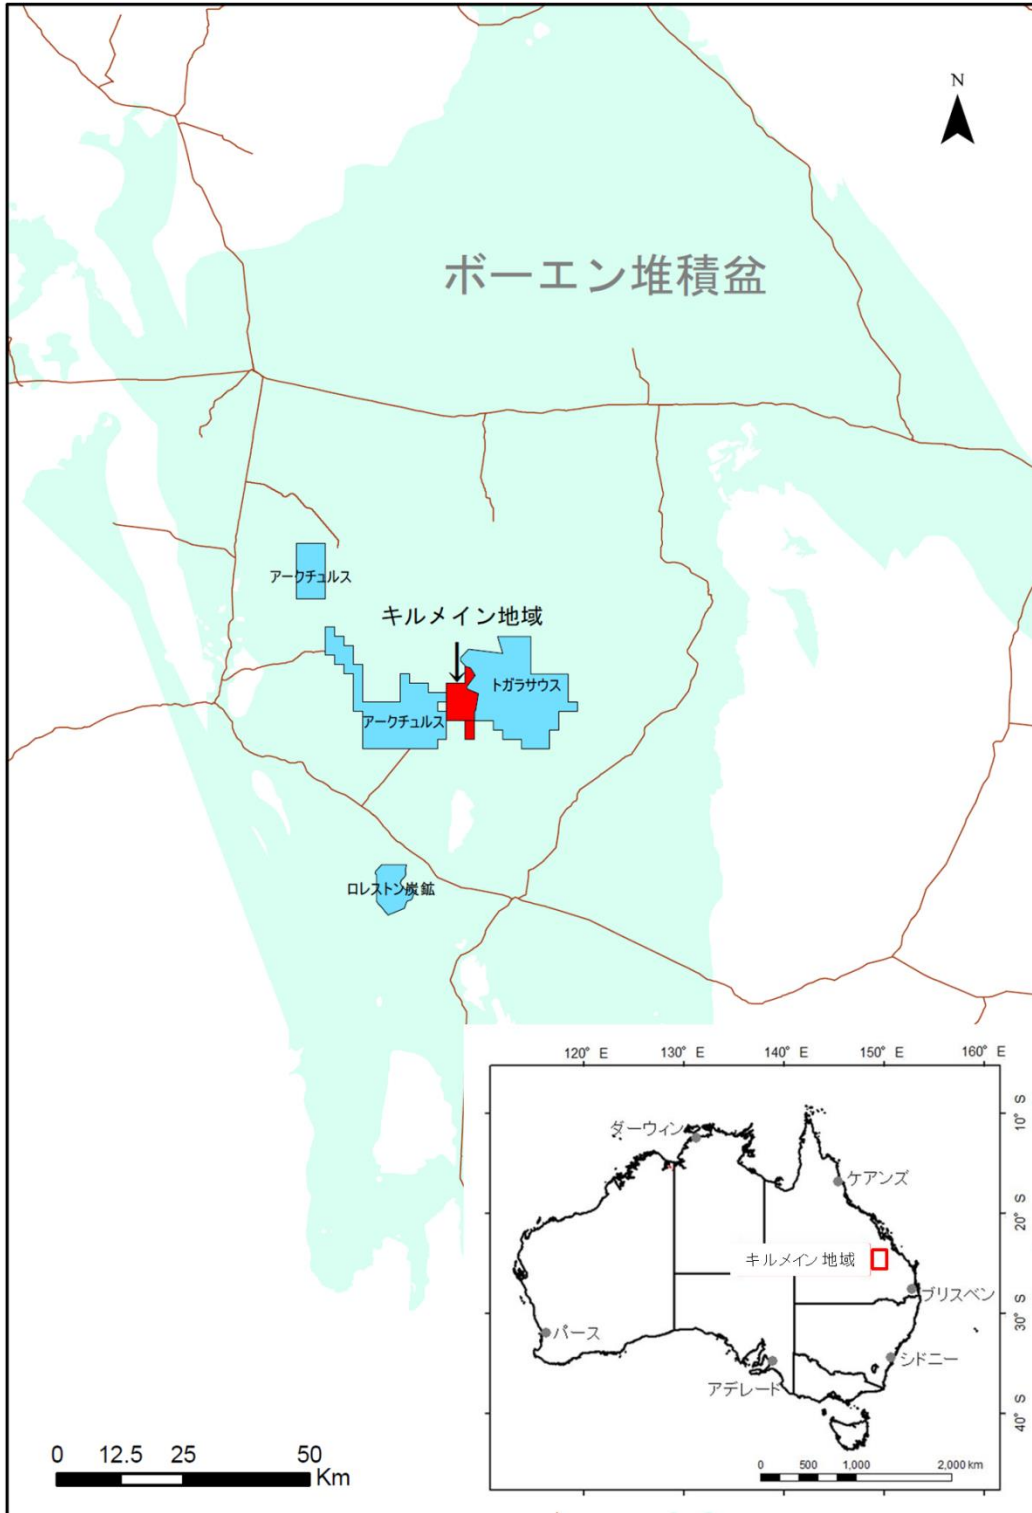 N
ボーエン堆積盆
アークチュルス
キルメイン地域
トガラサウス
アークチュルス
ロレストン炭鉱
120° E 130° E 140° E 150° E 160° E
ダーウィン
10° S
ケアンズ
20° S
キルメイン地域
ブリスベン
30° S
パース
シドニー
アデレード
40° S
0 12.5 25 50
Km
0 500 1,000 2,000 km